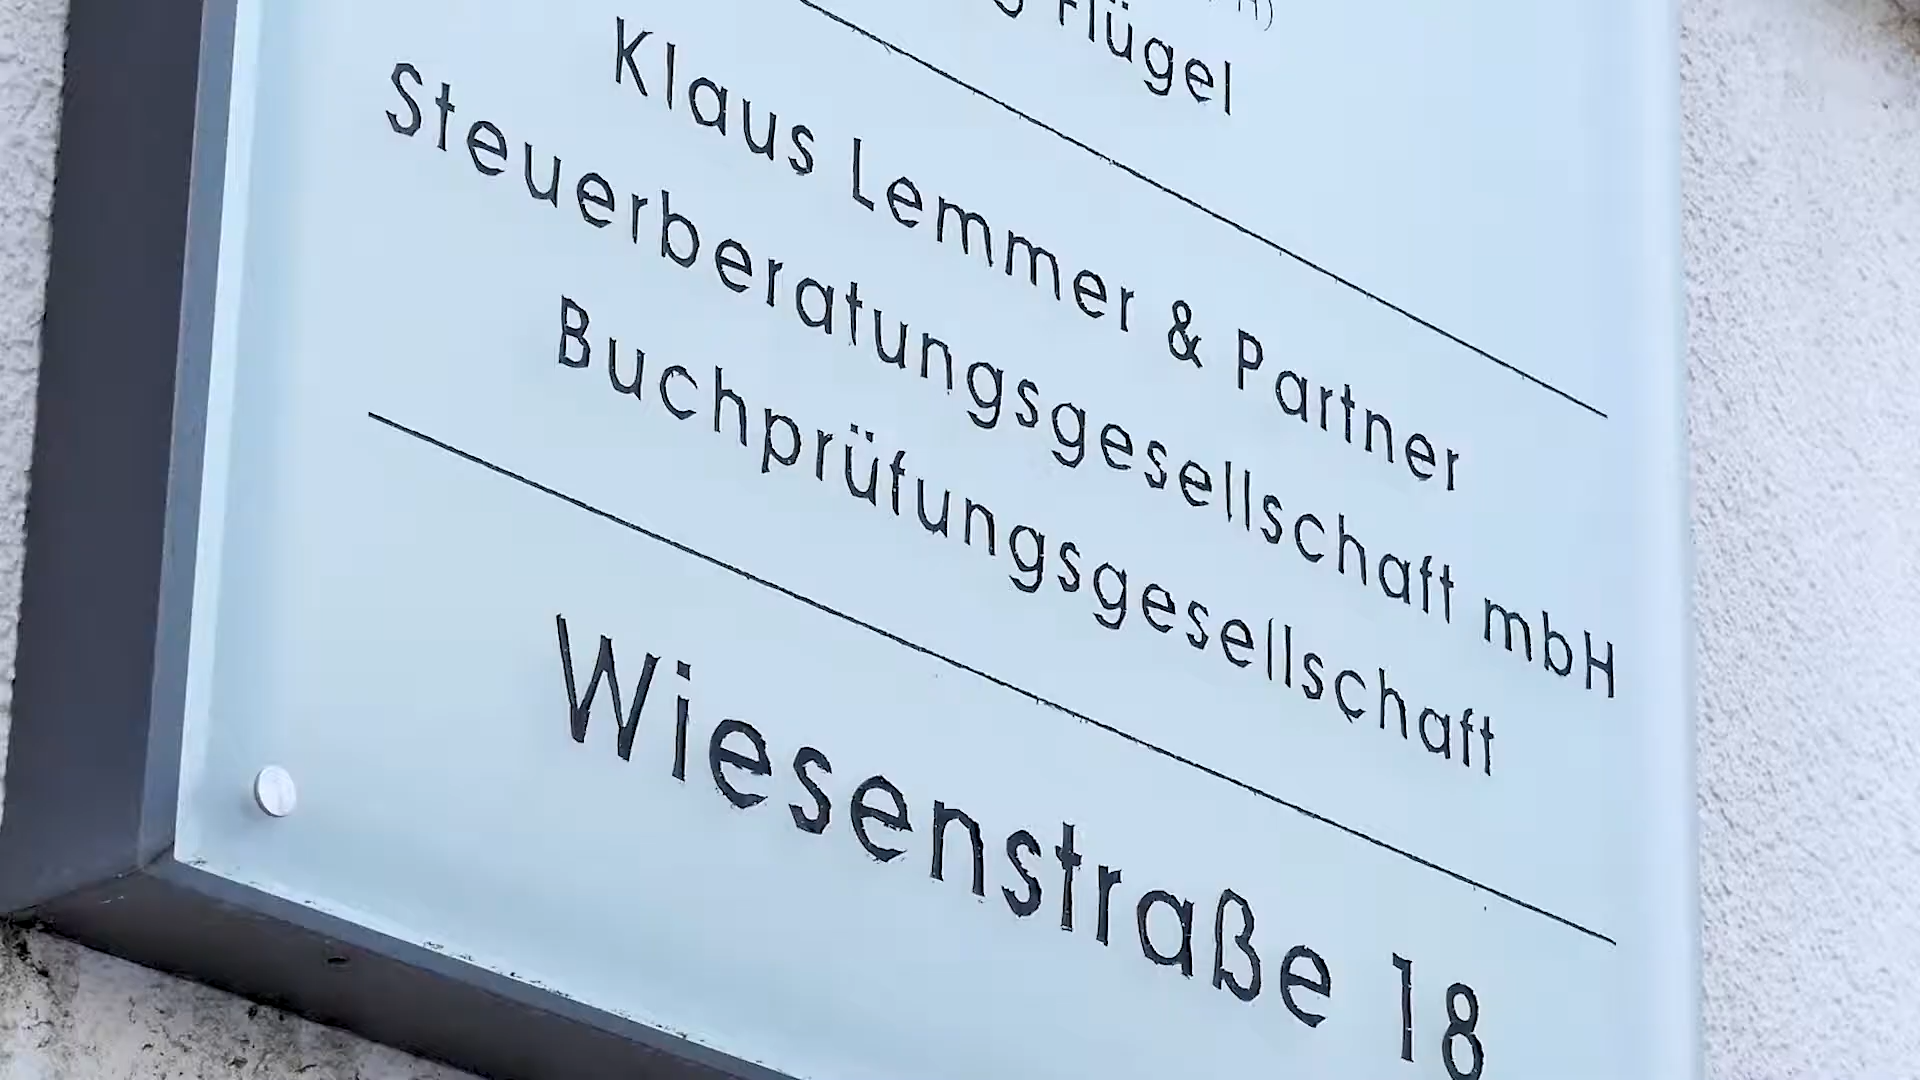 Flügel
Klaus Lemmer & Partner
Steuerberatungsgesellschaft mbH
Buchprüfungsgesellschaft
Wiesenstraße 18